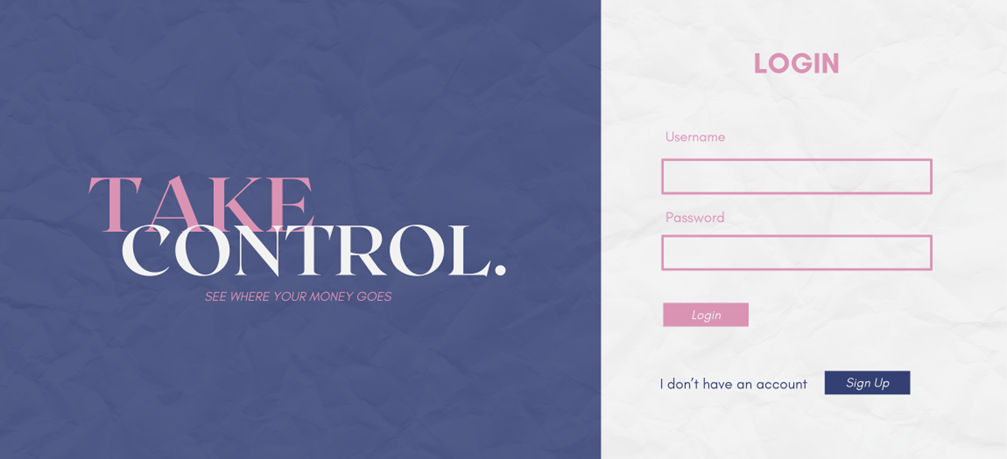 TAKE
CONTROL.
SEE WHERE YOUR MONEY GOES
LOGIN
Username
Password
Login
I don't have an account
Sign Up